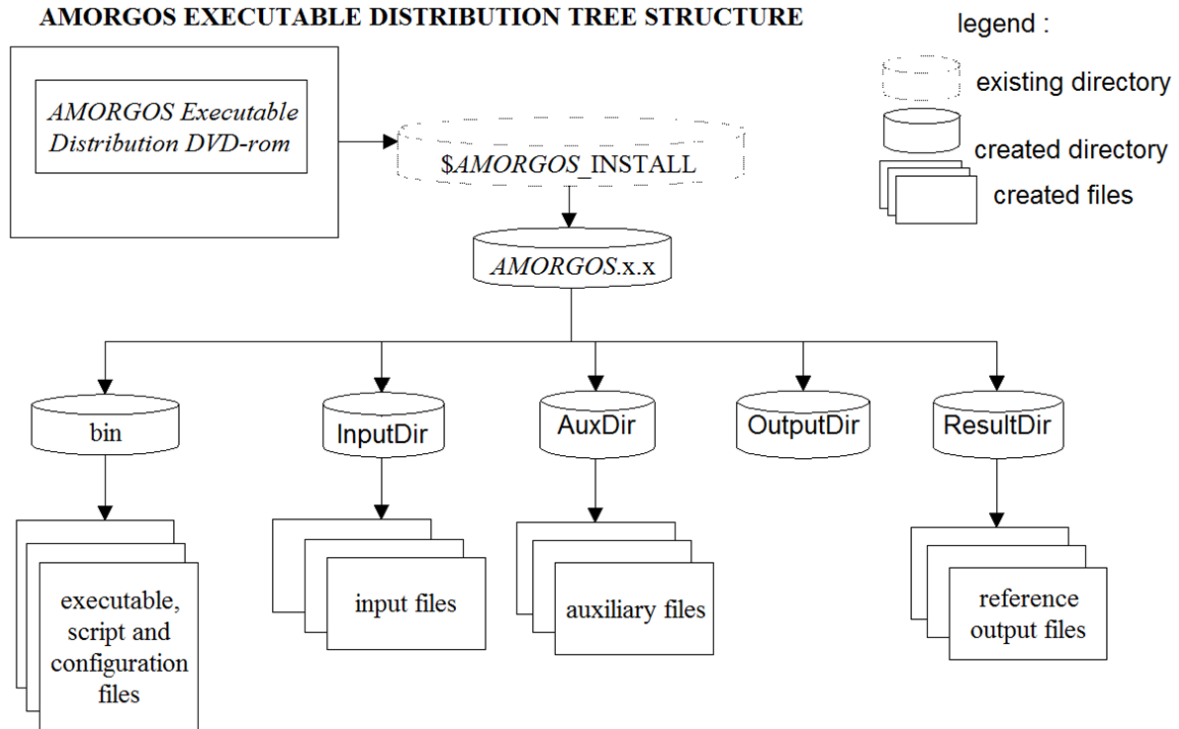 AMORGOS EXECUTABLE DISTRIBUTION TREE STRUCTURE
legend :
existing directory
created directory
created files
AMORGOS Executable
Distribution DVD-rom
$AMORGOS_INSTALL
AMORGOS.x.x
bin
InputDir
AuxDir
OutputDir
ResultDir
executable,
script and
configuration
files
input files
auxiliary files
reference
output files